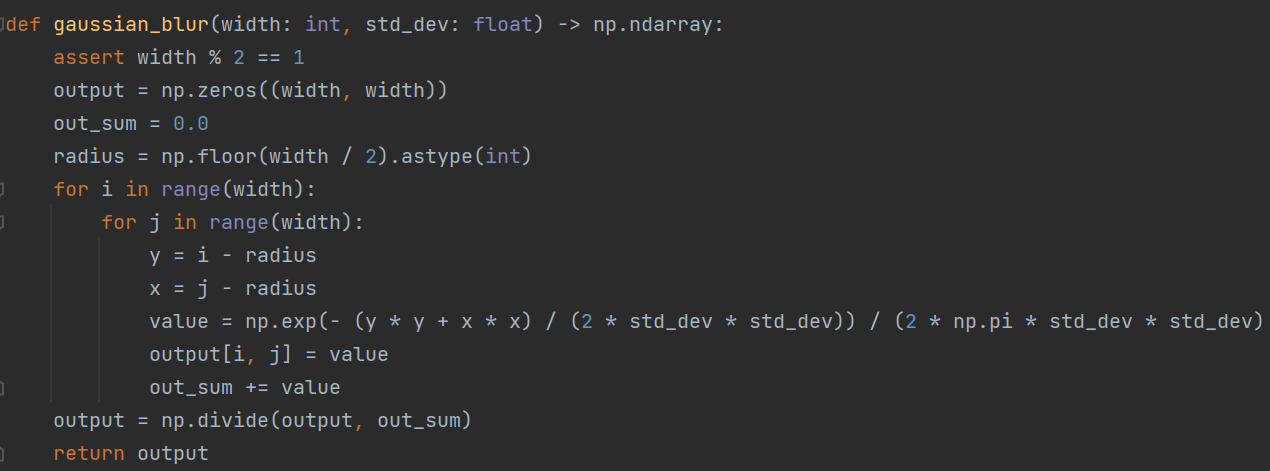 def gaussian_blur(width: int, std_dev: float) -> np.ndarray:
    assert width % 2 == 1
    output = np.zeros((width, width))
    out_sum = 0.0
    radius = np.floor(width / 2).astype(int)
    for i in range(width):
        for j in range(width):
            y = i - radius
            x = j - radius
            value = np.exp(- (y * y + x * x) / (2 * std_dev * std_dev)) / (2 * np.pi * std_dev * std_dev)
            output[i, j] = value
            out_sum += value
    output = np.divide(output, out_sum)
    return output